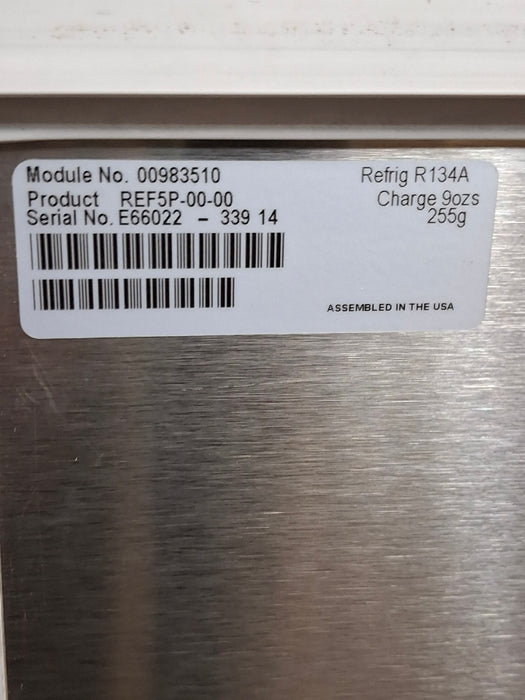 Module No. 00983510
Product REF5P-00-00
Serial No. E66022 - 339 14
Refrig R134A
Charge 9ozs
255g
ASSEMBLED IN THE USA